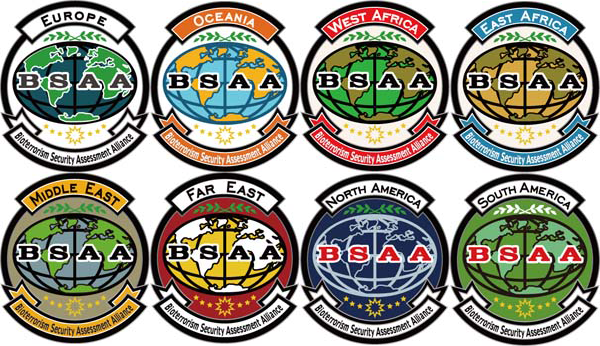 Europe
BSAA
Bioterrorism Security Assessment Alliance
Oceania
BSAA
Bioterrorism Security Assessment Alliance
West Africa
BSAA
Bioterrorism Security Assessment Alliance
East Africa
BSAA
Bioterrorism Security Assessment Alliance
Middle East
BSAA
Bioterrorism Security Assessment Alliance
Far East
BSAA
Bioterrorism Security Assessment Alliance
North America
BSAA
Bioterrorism Security Assessment Alliance
South America
BSAA
Bioterrorism Security Assessment Alliance